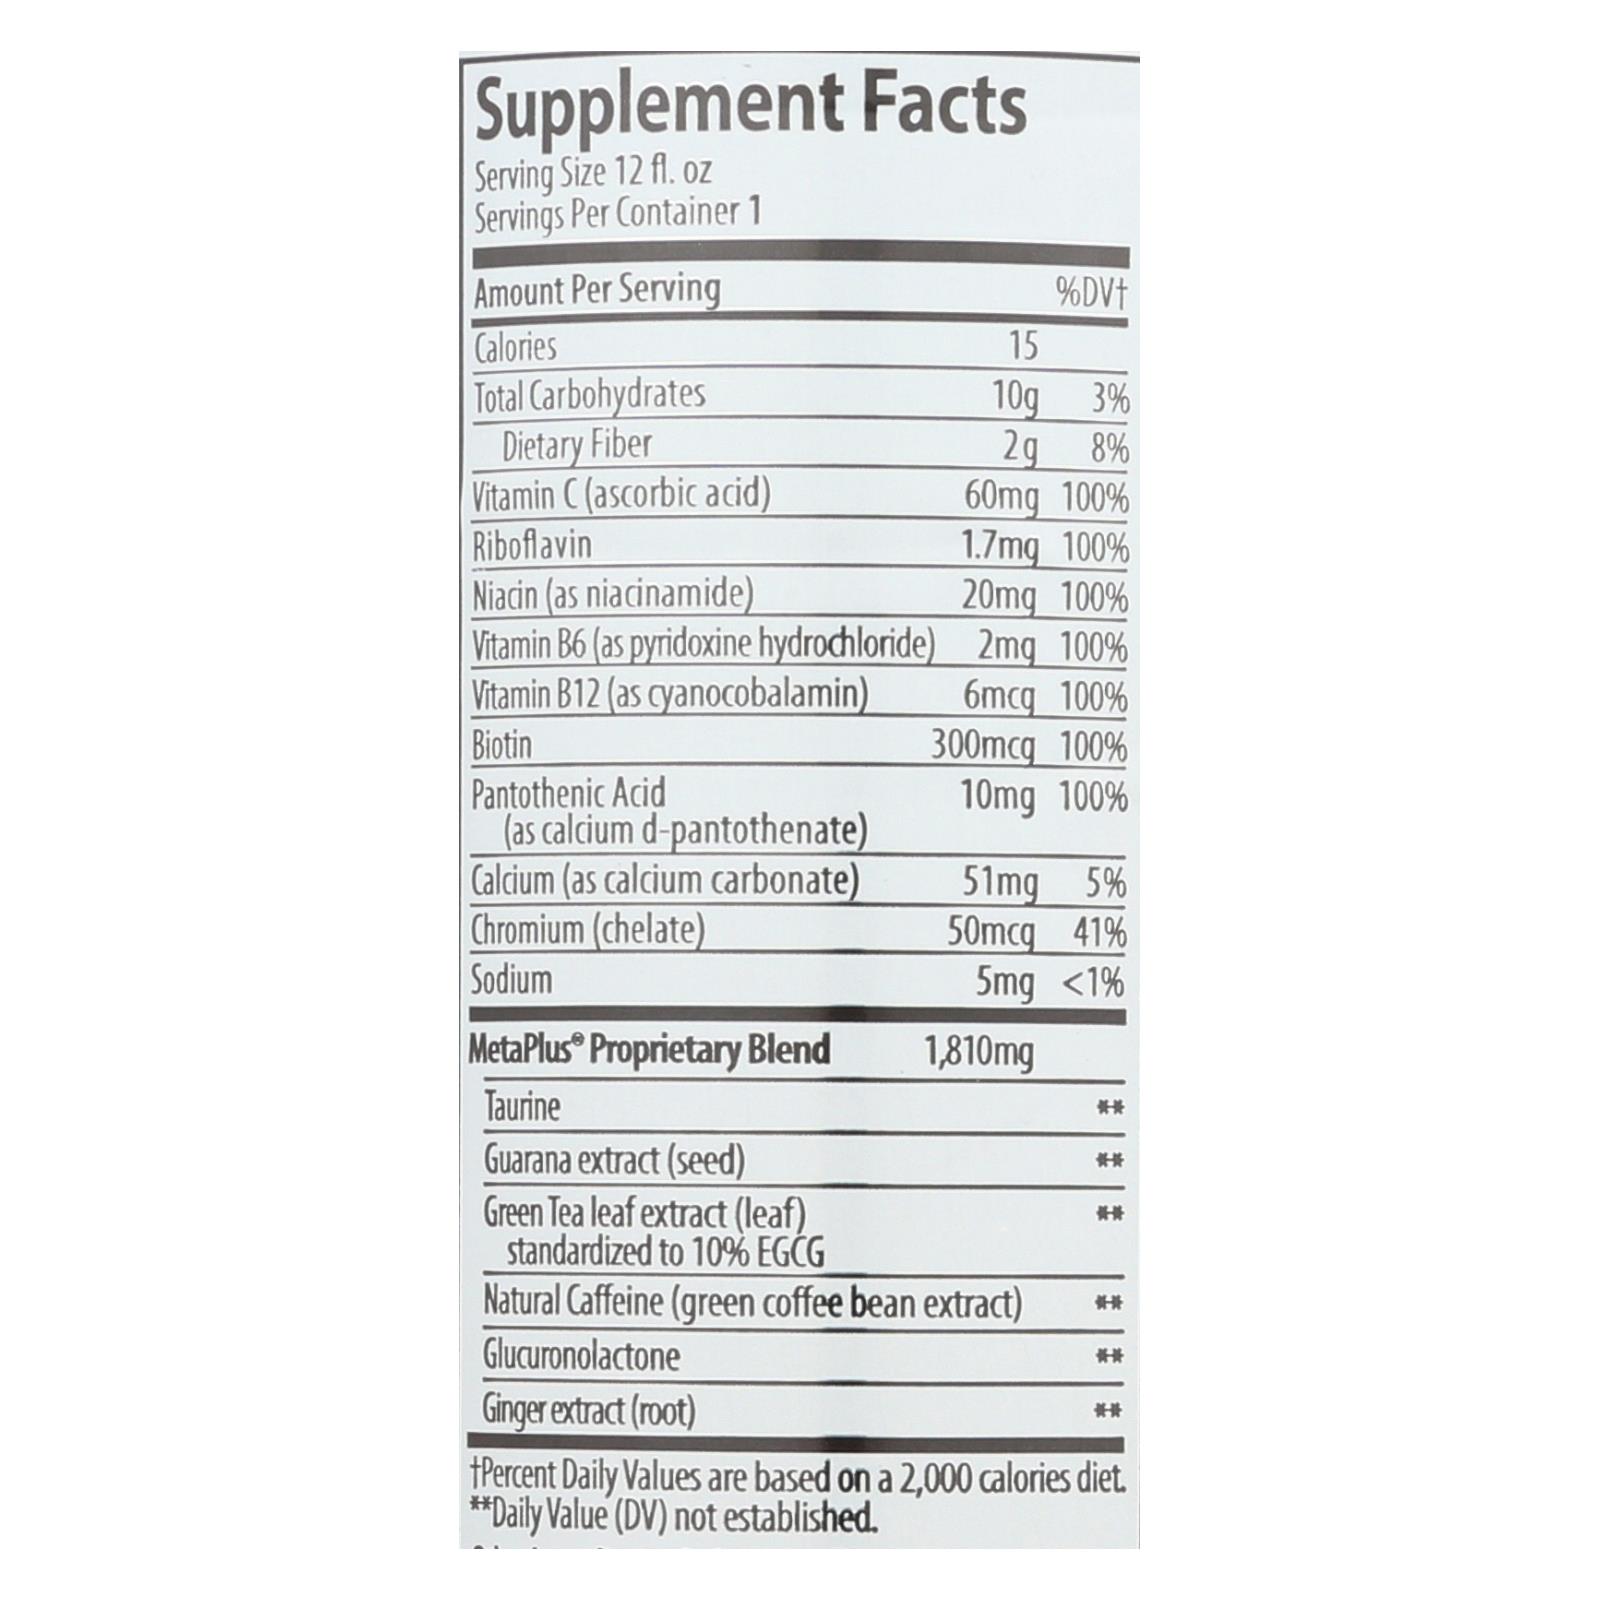 Supplement Facts
Serving Size 12 fl. oz
Servings Per Container 1
Amount Per Serving %DV†
Calories 15
Total Carbohydrates 10g 3%
Dietary Fiber 2g 8%
Vitamin C (ascorbic acid) 60mg 100%
Riboflavin 1.7mg 100%
Niacin (as niacinamide) 20mg 100%
Vitamin B6 (as pyridoxine hydrochloride) 2mg 100%
Vitamin B12 (as cyanocobalamin) 6mcg 100%
Biotin 300mcg 100%
Pantothenic Acid 10mg 100%
(as calcium d-pantothenate)
Calcium (as calcium carbonate) 51mg 5%
Chromium (chelate) 50mcg 41%
Sodium 5mg <1%
MetaPlus® Proprietary Blend 1,810mg
Taurine **
Guarana extract (seed) **
Green Tea leaf extract (leaf) **
standardized to 10% EGCG
Natural Caffeine (green coffee bean extract) **
Glucuronolactone **
Ginger extract (root) **
†Percent Daily Values are based on a 2,000 calories diet.
**Daily Value (DV) not established.